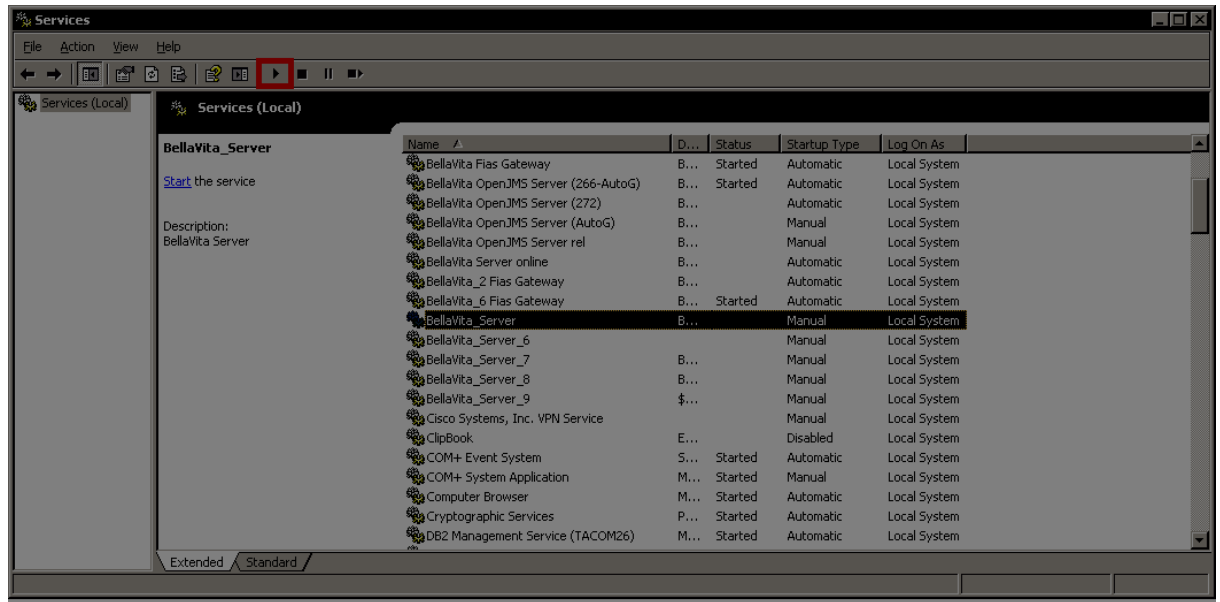 Services
File Action View Help
Services (Local)
Services (Local)
BellaVita_Server
Start the service
Description:
BellaVita Server
Name D... Status Startup Type Log On As
BellaVita Fias Gateway B... Started Automatic Local System
BellaVita OpenJMS Server (266-AutoG) B... Started Automatic Local System
BellaVita OpenJMS Server (272) B... Automatic Local System
BellaVita OpenJMS Server (AutoG) B... Manual Local System
BellaVita OpenJMS Server rel B... Manual Local System
BellaVita Server online B... Automatic Local System
BellaVita_2 Fias Gateway B... Automatic Local System
BellaVita_6 Fias Gateway B... Started Automatic Local System
BellaVita_Server B... Manual Local System
BellaVita_Server_6 Manual Local System
BellaVita_Server_7 B... Manual Local System
BellaVita_Server_8 B... Manual Local System
BellaVita_Server_9 $... Manual Local System
Cisco Systems, Inc. VPN Service Manual Local System
ClipBook E... Disabled Local System
COM+ Event System S... Started Automatic Local System
COM+ System Application M... Started Manual Local System
Computer Browser M... Started Automatic Local System
Cryptographic Services P... Started Automatic Local System
DB2 Management Service (TACOM26) M... Started Automatic Local System
Extended Standard